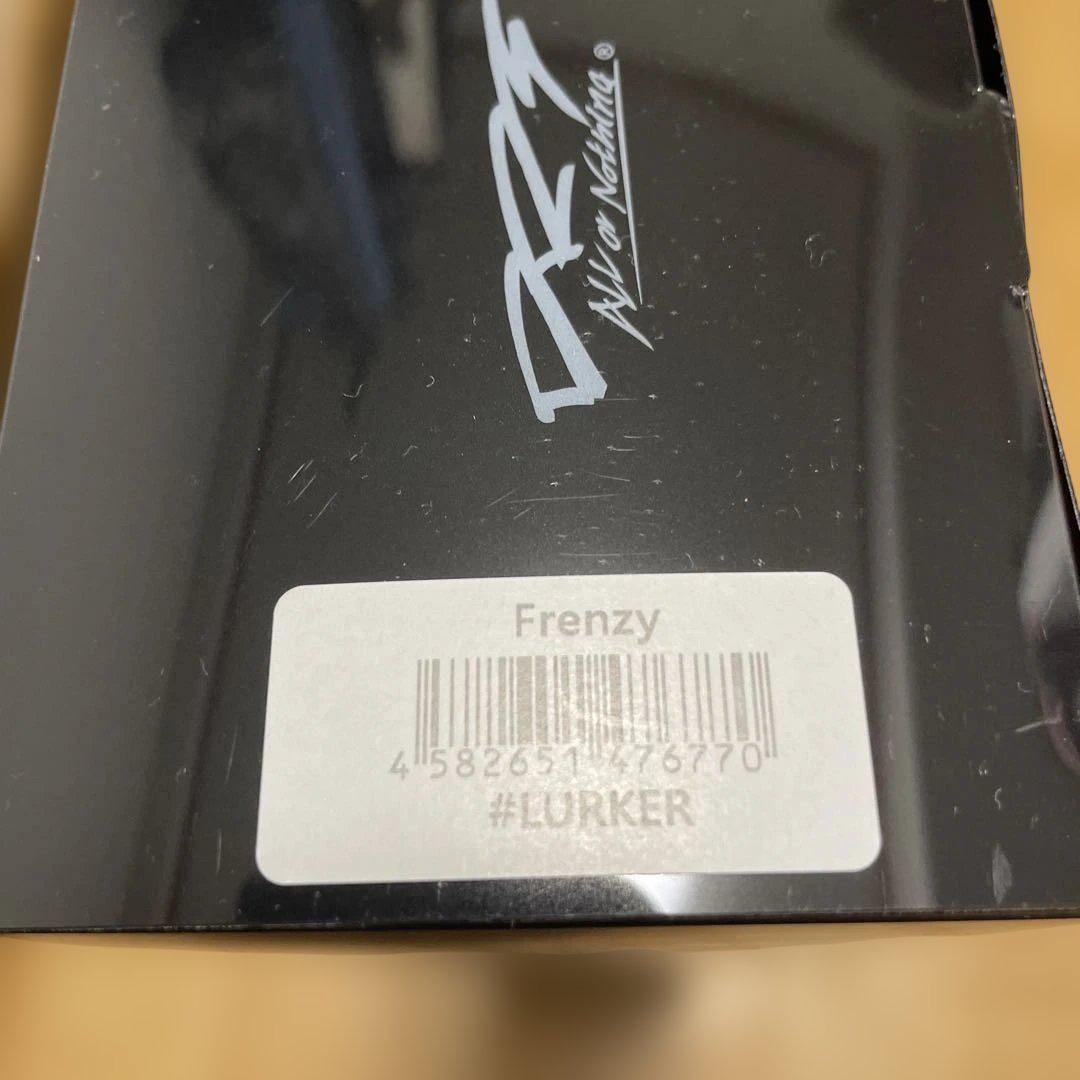 All or Nothing ®
Frenzy
4 582651 476770
#LURKER